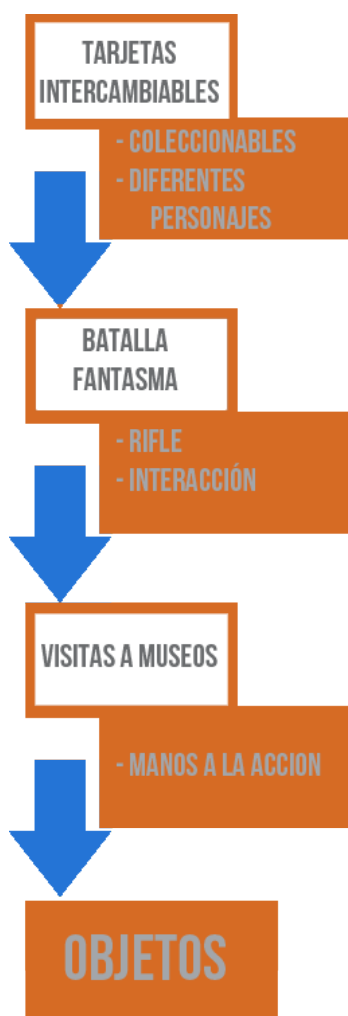 TARJETAS
INTERCAMBIABLES
- COLECCIONABLES
- DIFERENTES
PERSONAJES
BATALLA
FANTASMA
- RIFLE
- INTERACCIÓN
VISITAS A MUSEOS
- MANOS A LA ACCION
OBJETOS